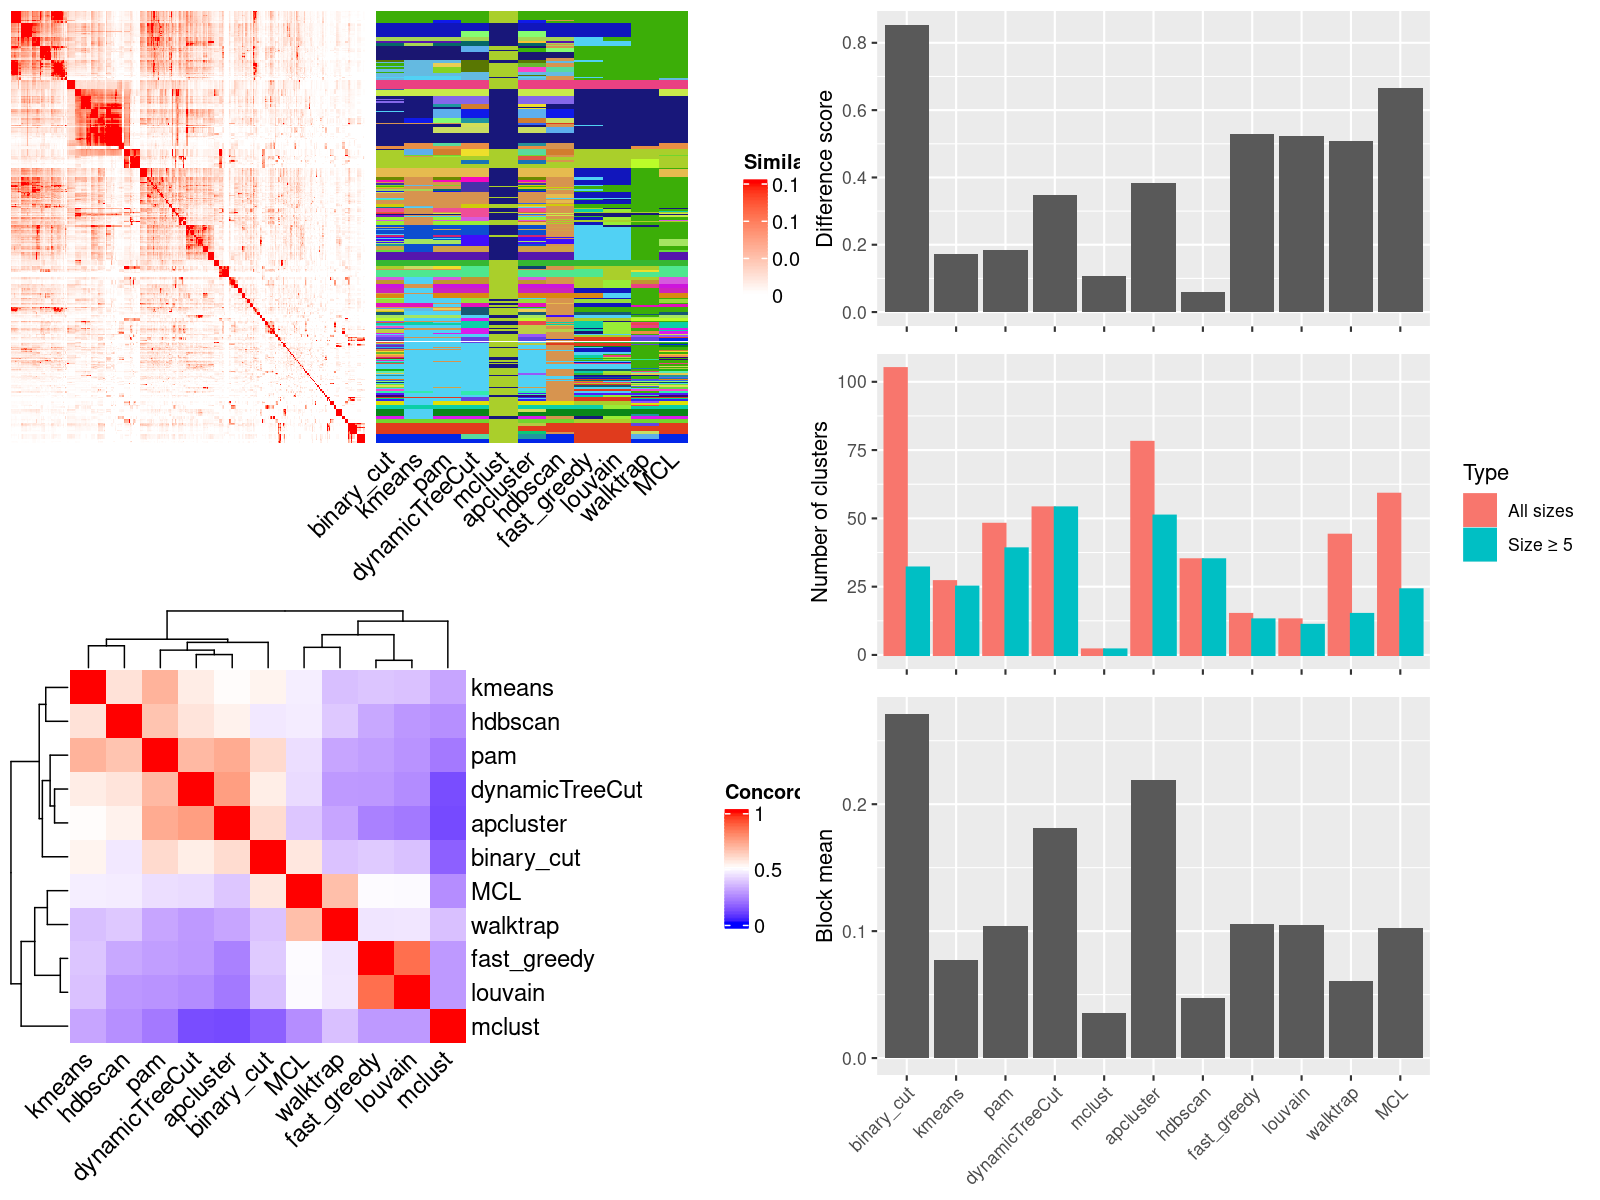 Simila
0.1
0.1
0.0
0
binary_cut
kmeans
pam
dynamicTreeCut
mclust
apcluster
hdbscan
fast_greedy
louvain
walktrap
MCL
kmeans
hdbscan
pam
dynamicTreeCut
apcluster
binary_cut
MCL
walktrap
fast_greedy
louvain
mclust
kmeans
hdbscan
pam
dynamicTreeCut
apcluster
binary_cut
MCL
walktrap
fast_greedy
louvain
mclust
Concord
1
0.5
0
Difference score
0.8
0.6
0.4
0.2
0.0
Number of clusters
100
75
50
25
0
Type
All sizes
Size ≥ 5
Block mean
0.2
0.1
0.0
binary_cut
kmeans
pam
dynamicTreeCut
mclust
apcluster
hdbscan
fast_greedy
louvain
walktrap
MCL